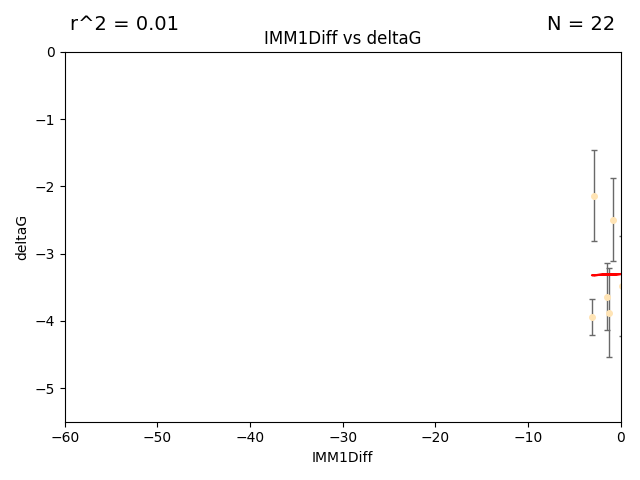 r^2 = 0.01
N = 22
IMM1Diff vs deltaG
0
−1
−2
−3
−4
−5
deltaG
−60 −50 −40 −30 −20 −10 0
IMM1Diff